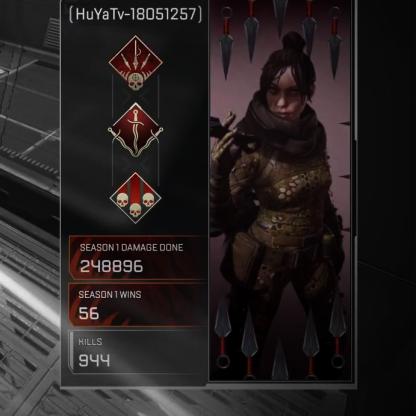 (HuYaTv-18051257)
SEASON 1 DAMAGE DONE
248896
SEASON 1 WINS
56
KILLS
944